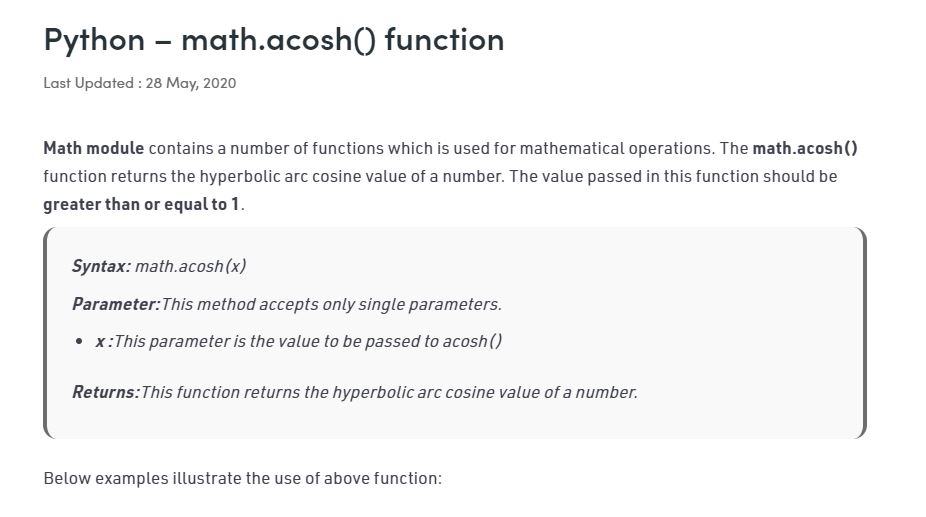 Python – math.acosh() function
Last Updated : 28 May, 2020
Math module contains a number of functions which is used for mathematical operations. The math.acosh()
function returns the hyperbolic arc cosine value of a number. The value passed in this function should be
greater than or equal to 1.
Syntax: math.acosh(x)
Parameter:This method accepts only single parameters.
• x :This parameter is the value to be passed to acosh()
Returns:This function returns the hyperbolic arc cosine value of a number.
Below examples illustrate the use of above function: